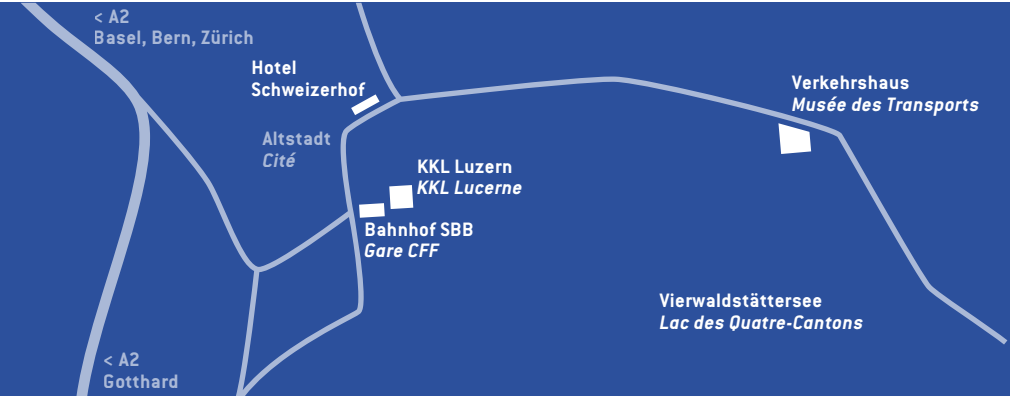 < A2
Basel, Bern, Zürich
Hotel
Schweizerhof
Verkehrshaus
Musée des Transports
Altstadt
Cité
KKL Luzern
KKL Lucerne
Bahnhof SBB
Gare CFF
Vierwaldstättersee
Lac des Quatre-Cantons
< A2
Gotthard